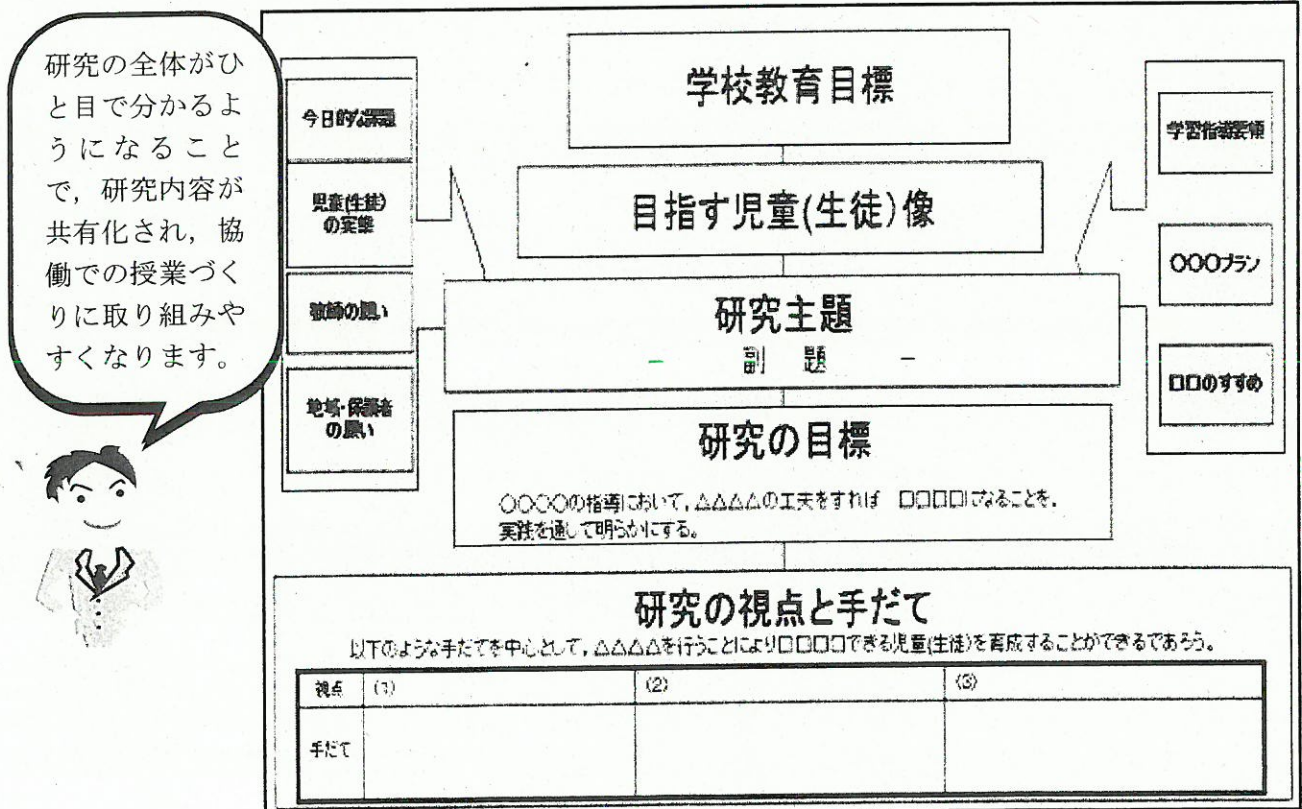 研究の全体がひ
と目で分かるよ
うになること
で，研究内容が
共有化され，協
働での授業づく
りに取り組みや
すくなります。
今日的な課題
児童(生徒)
の実態
教師の願い
地域・保護者
の願い
学校教育目標
目指す児童(生徒)像
研究主題
－　副　題　－
研究の目標
〇〇〇〇の指導において，△△△△の工夫をすれば　□□□□になることを，
実践を通して明らかにする。
学習指導要領
〇〇〇プラン
□□のすすめ
研究の視点と手だて
以下のような手だてを中心として，△△△△を行うことにより□□□□できる児童(生徒)を育成することができるであろう。
視点　(1)　(2)　(3)
手だて